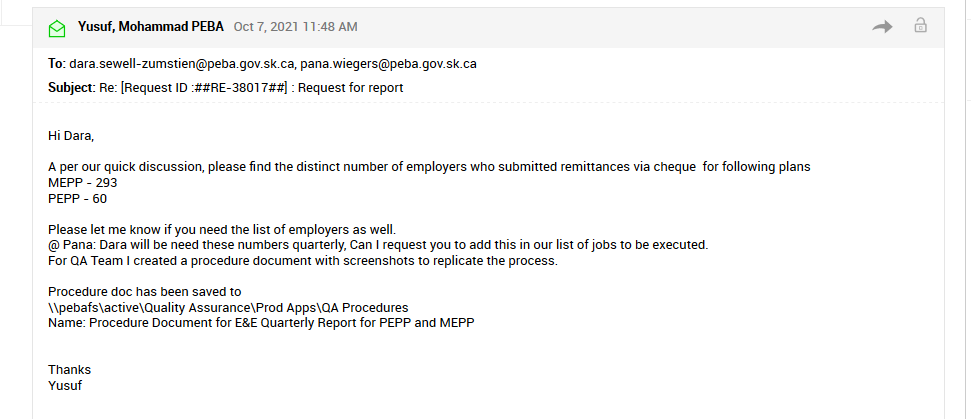 Yusuf, Mohammad PEBA Oct 7, 2021 11:48 AM
To: dara.sewell-zumstien@peba.gov.sk.ca, pana.wiegers@peba.gov.sk.ca
Subject: Re: [Request ID :##RE-38017##] : Request for report
Hi Dara,
A per our quick discussion, please find the distinct number of employers who submitted remittances via cheque  for following plans
MEPP - 293
PEPP - 60
Please let me know if you need the list of employers as well.
@ Pana: Dara will be need these numbers quarterly, Can I request you to add this in our list of jobs to be executed.
For QA Team I created a procedure document with screenshots to replicate the process.
Procedure doc has been saved to
\\pebafs\active\Quality Assurance\Prod Apps\QA Procedures
Name: Procedure Document for E&E Quarterly Report for PEPP and MEPP
Thanks
Yusuf